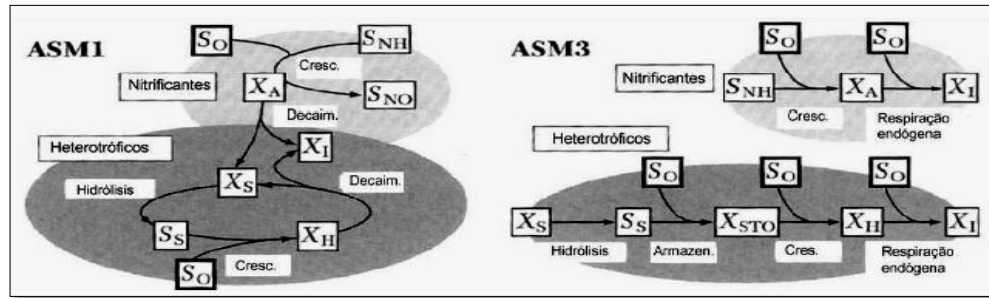 ASM1
S_O
S_NH
Cresc.
Nitrificantes
X_A
S_NO
Decaim.
Heterotróficos
X_I
X_S
Decaim.
Hidrólisis
S_S
X_H
S_O
Cresc.
ASM3
S_O
S_O
Nitrificantes
S_NH
X_A
X_I
Cresc.
Respiração
endógena
Heterotróficos
S_O
S_O
S_O
X_S
S_S
X_STO
X_H
X_I
Hidrólisis
Armazen.
Cres.
Respiração
endógena